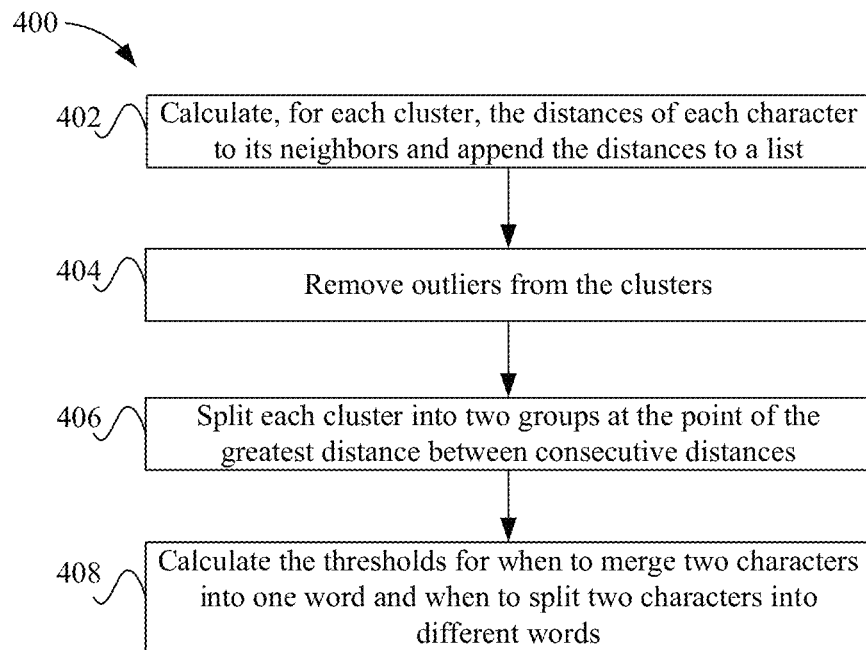 400
402
Calculate, for each cluster, the distances of each character
to its neighbors and append the distances to a list
404
Remove outliers from the clusters
406
Split each cluster into two groups at the point of the
greatest distance between consecutive distances
408
Calculate the thresholds for when to merge two characters
into one word and when to split two characters into
different words